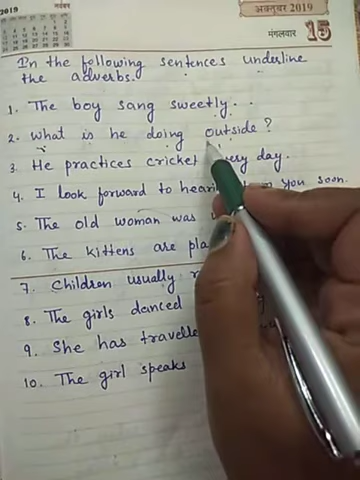 2019
नवंबर
अक्तूबर 2019
मंगलवार 15
In the following sentences underline
the adverbs.
1. The boy sang sweetly.
2. What is he doing outside?
3. He practices cricket every day.
4. I look forward to you soon.
5. The old woman was
6. The kittens are
7. Children usually
8. The girls danced
9. She has
10. The girl speaks